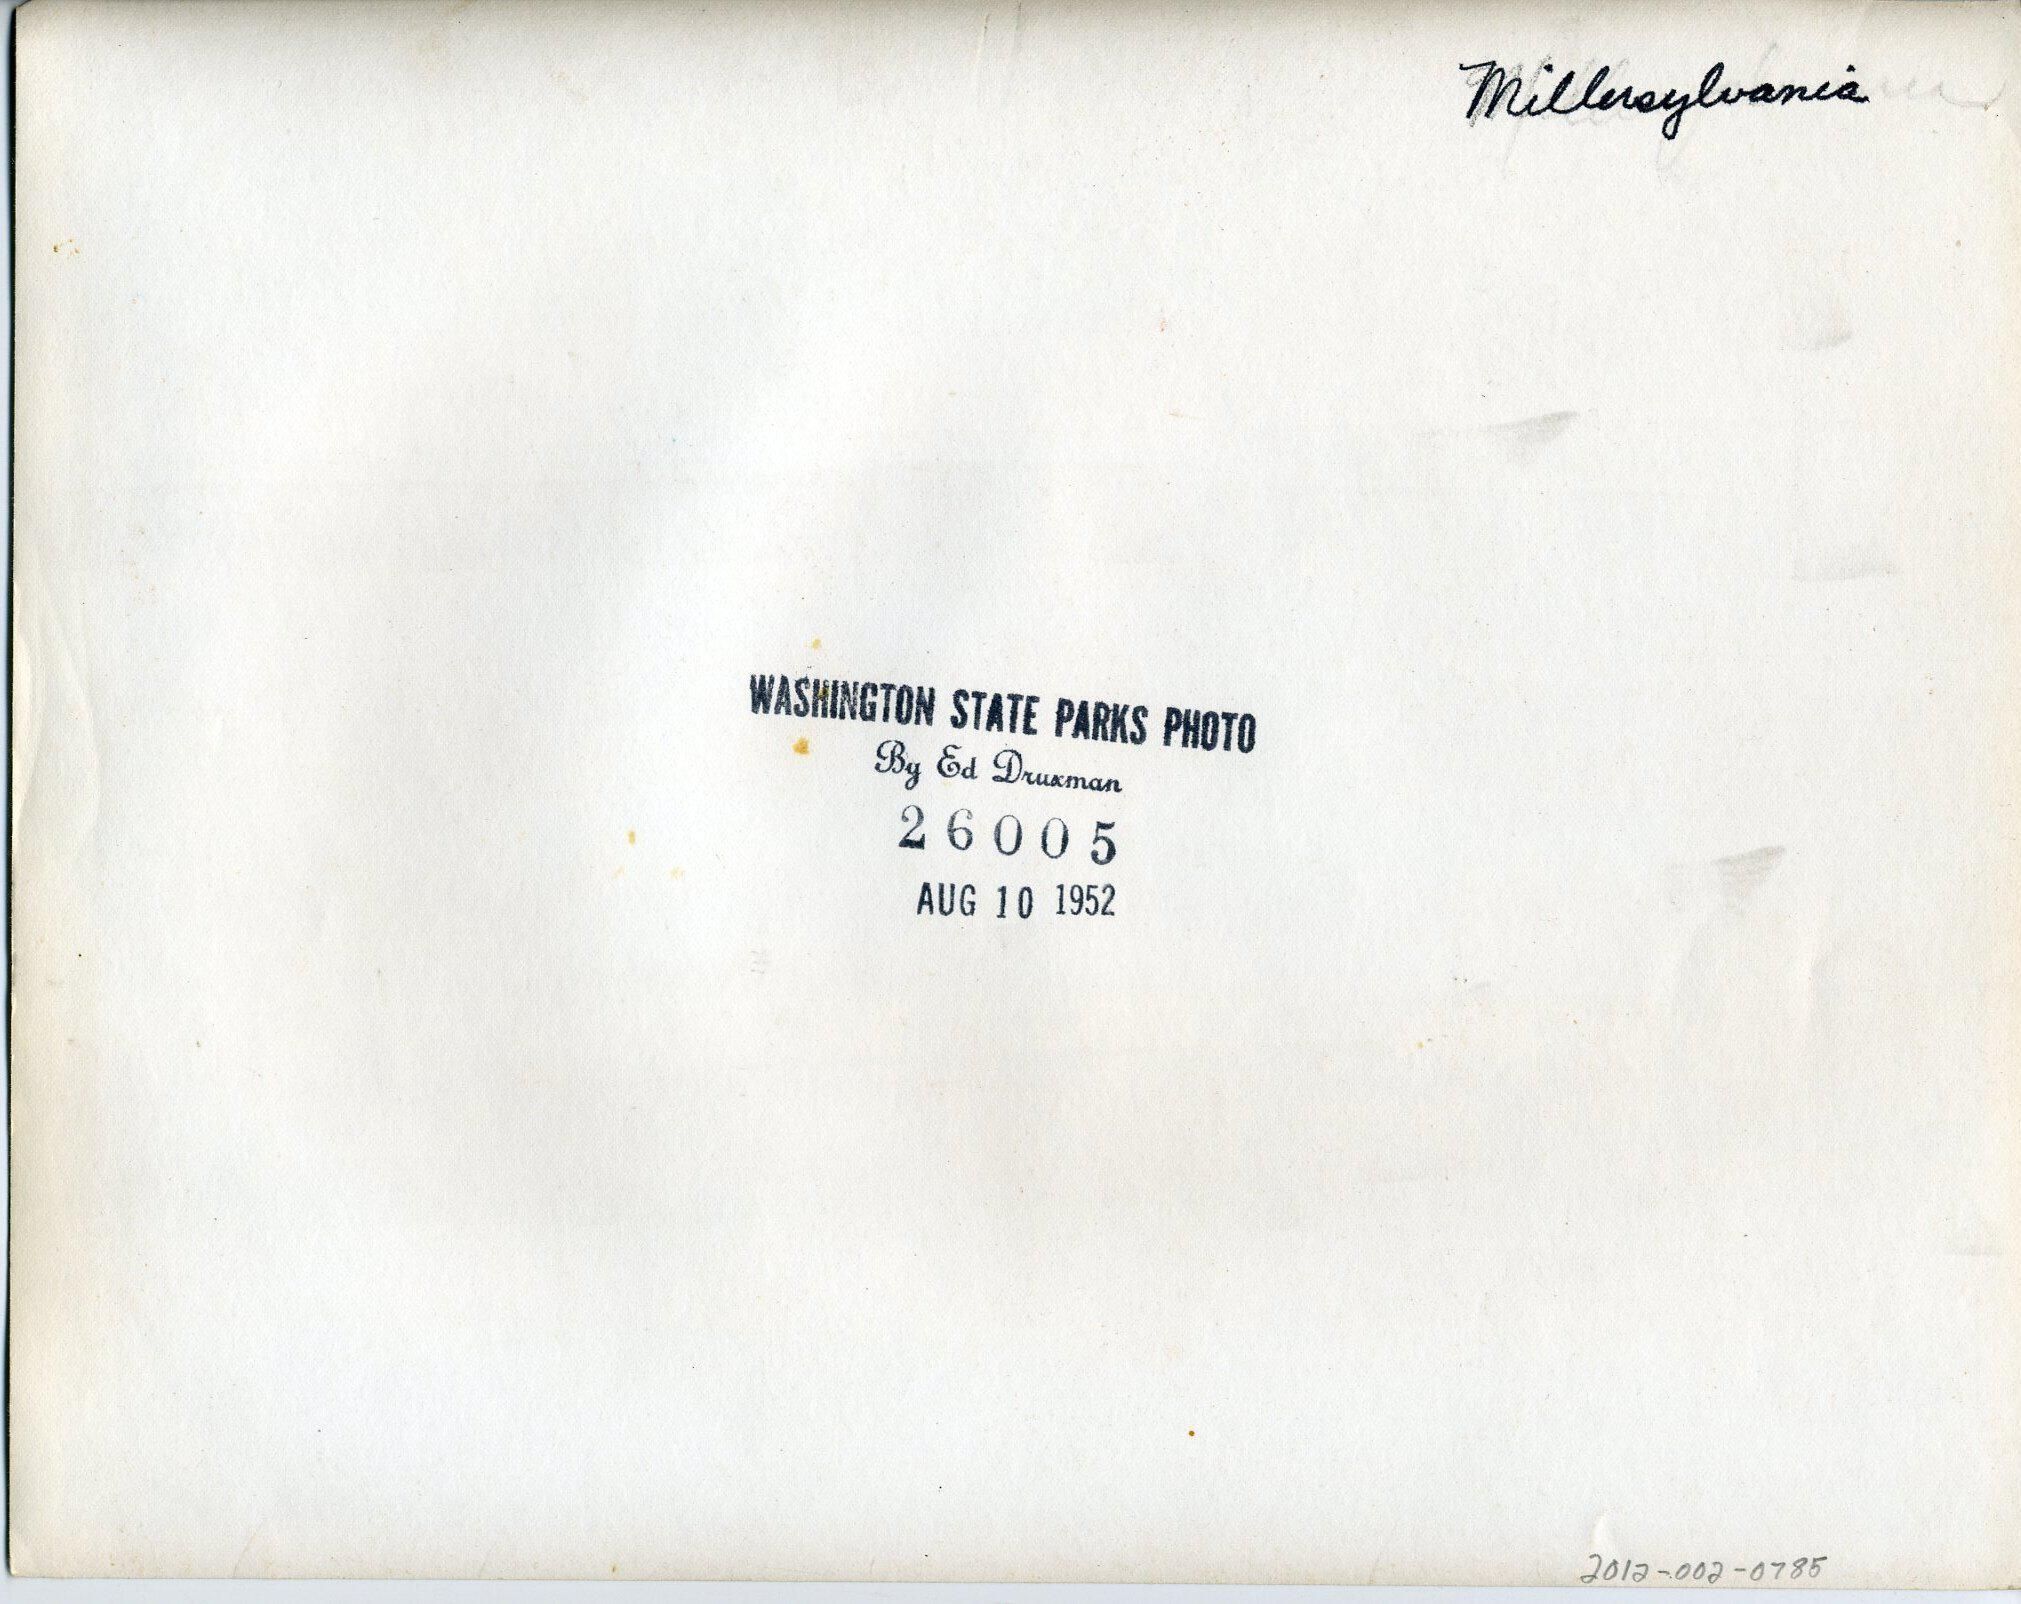 Millersylvania
WASHINGTON STATE PARKS PHOTO
By Ed Druxman
26005
AUG 10 1952
2012-002-0785